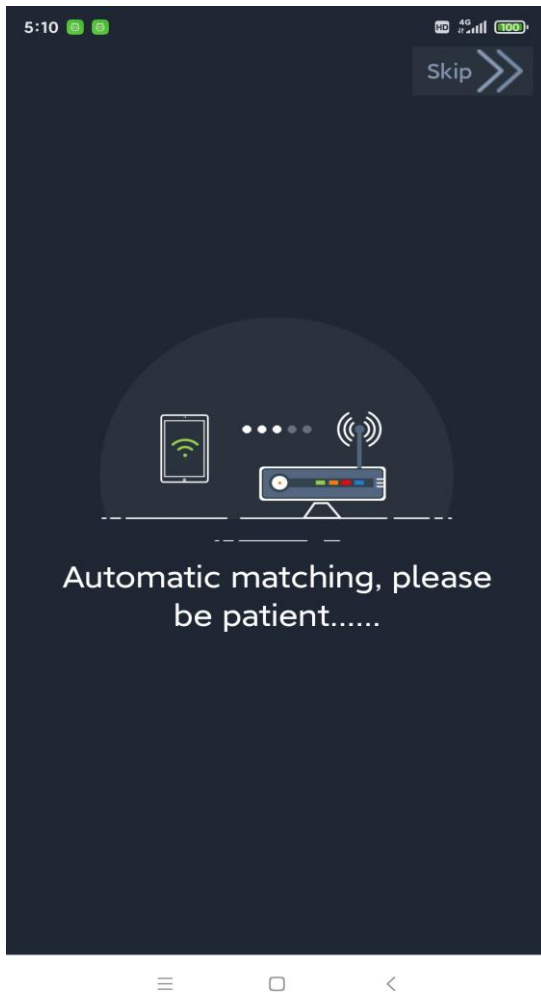 5:10
HD 4G 100
Skip
Automatic matching, please
be patient......